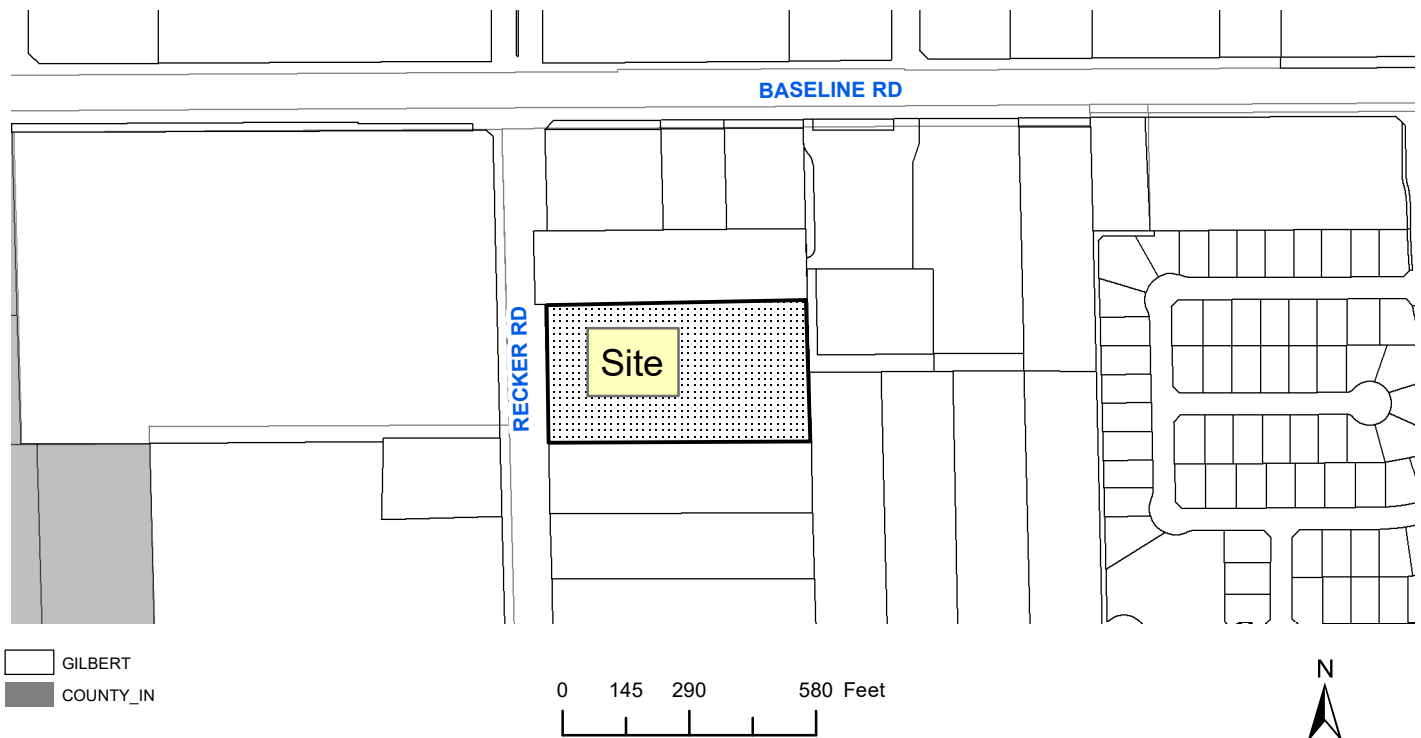 BASELINE RD
RECKER RD
Site
GILBERT
COUNTY_IN
0 145 290 580 Feet
N